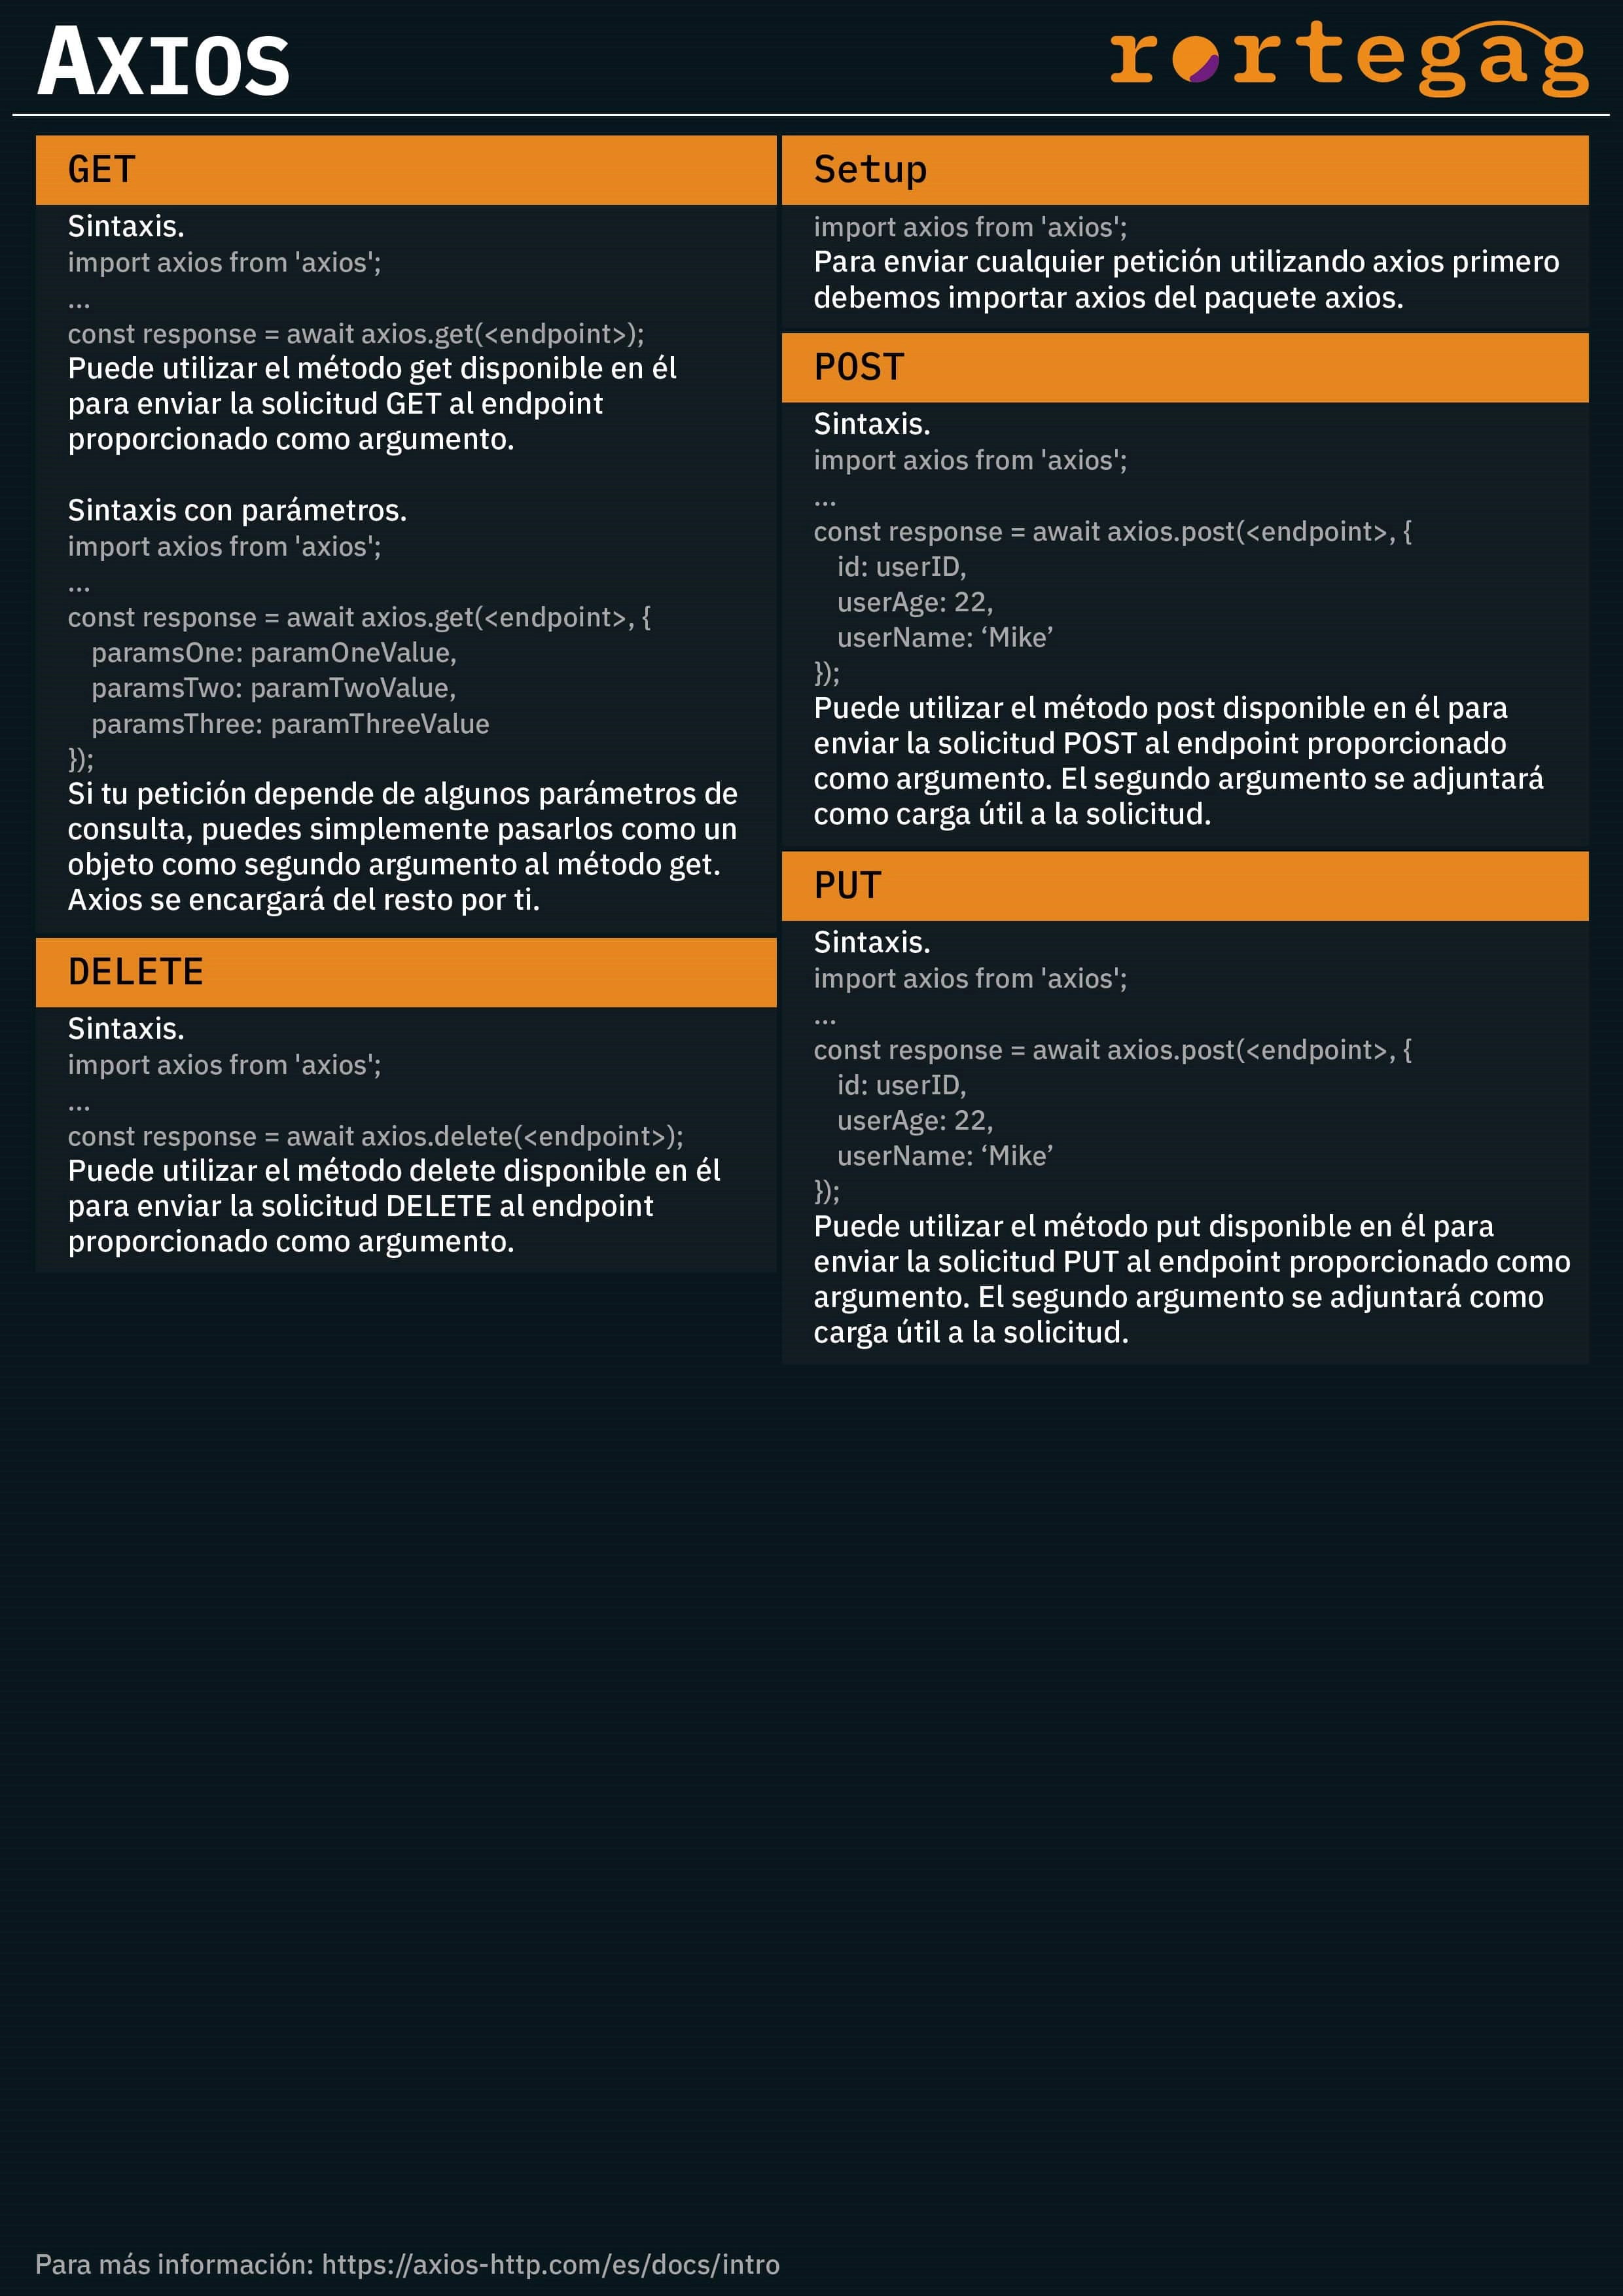 AXIOS
rortegag
GET
Sintaxis.
import axios from 'axios';
...
const response = await axios.get(<endpoint>);
Puede utilizar el método get disponible en él
para enviar la solicitud GET al endpoint
proporcionado como argumento.
Sintaxis con parámetros.
import axios from 'axios';
...
const response = await axios.get(<endpoint>, {
paramsOne: paramOneValue,
paramsTwo: paramTwoValue,
paramsThree: paramThreeValue
});
Si tu petición depende de algunos parámetros de
consulta, puedes simplemente pasarlos como un
objeto como segundo argumento al método get.
Axios se encargará del resto por ti.
DELETE
Sintaxis.
import axios from 'axios';
...
const response = await axios.delete(<endpoint>);
Puede utilizar el método delete disponible en él
para enviar la solicitud DELETE al endpoint
proporcionado como argumento.
Setup
import axios from 'axios';
Para enviar cualquier petición utilizando axios primero
debemos importar axios del paquete axios.
POST
Sintaxis.
import axios from 'axios';
...
const response = await axios.post(<endpoint>, {
id: userID,
userAge: 22,
userName: ‘Mike’
});
Puede utilizar el método post disponible en él para
enviar la solicitud POST al endpoint proporcionado
como argumento. El segundo argumento se adjuntará
como carga útil a la solicitud.
PUT
Sintaxis.
import axios from 'axios';
...
const response = await axios.post(<endpoint>, {
id: userID,
userAge: 22,
userName: ‘Mike’
});
Puede utilizar el método put disponible en él para
enviar la solicitud PUT al endpoint proporcionado como
argumento. El segundo argumento se adjuntará como
carga útil a la solicitud.
Para más información: https://axios-http.com/es/docs/intro